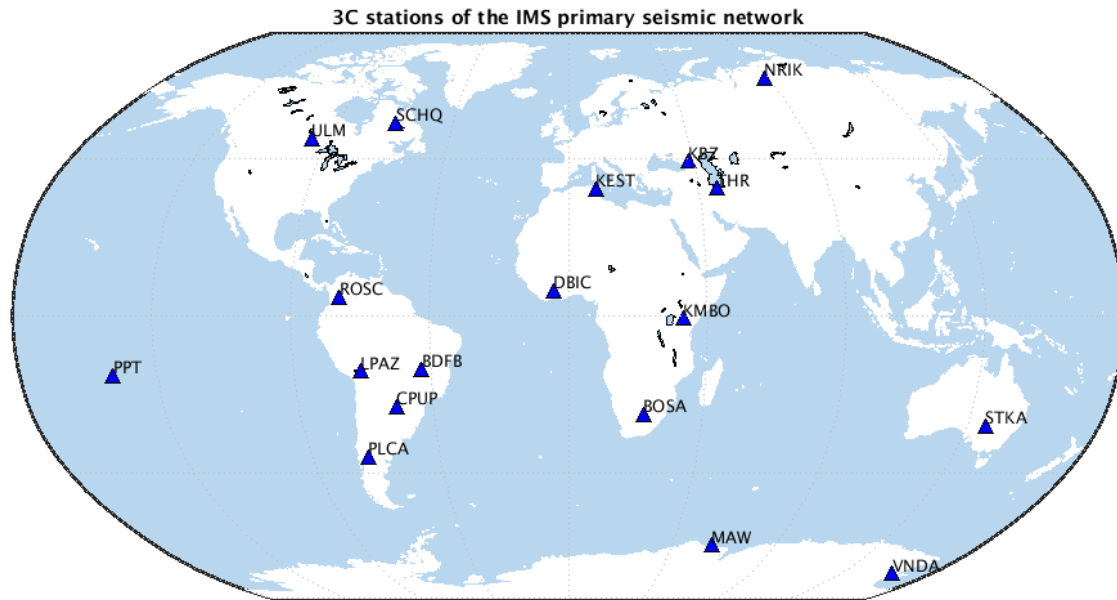 3C stations of the IMS primary seismic network
NRIK
SCHQ
ULM
KBZ
THR
KEST
DBIC
ROSC
KMBO
PPT
LPAZ
BDFB
CPUP
BOSA
STKA
PLCA
MAW
VNDA